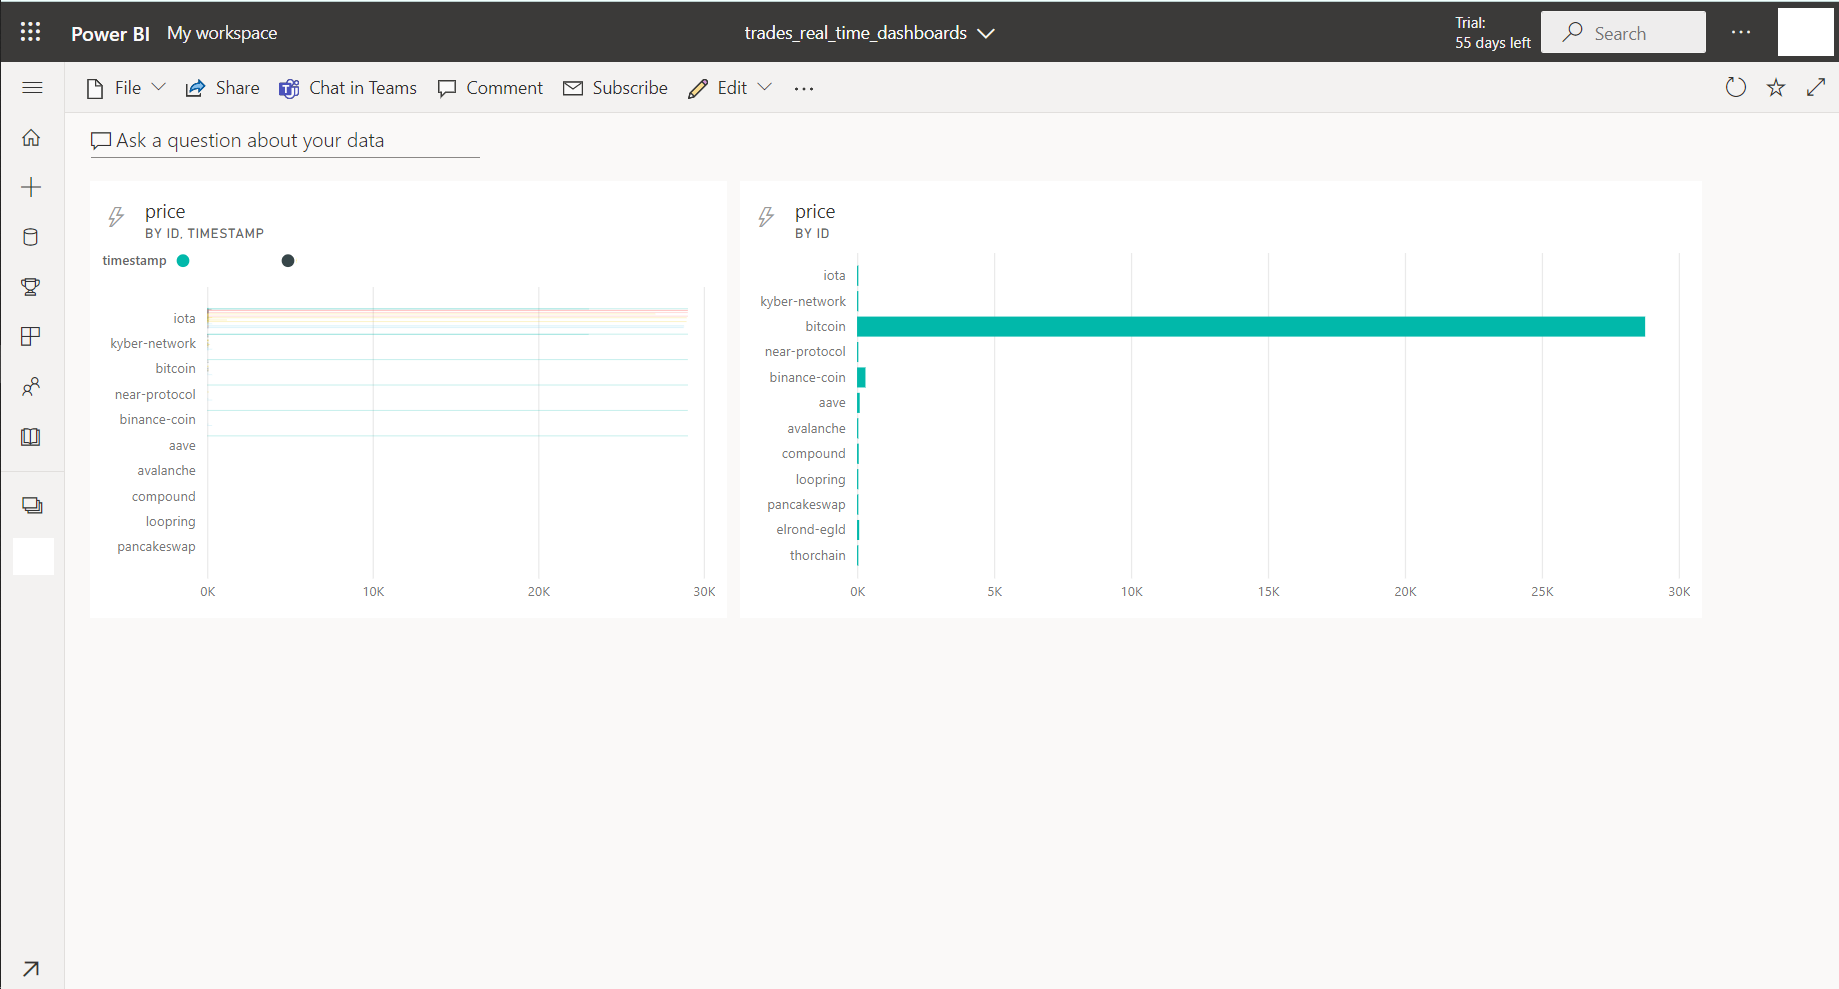 Power BI My workspace
trades_real_time_dashboards
Trial:
55 days left
Search
File
Share
Chat in Teams
Comment
Subscribe
Edit
Ask a question about your data
price
BY ID, TIMESTAMP
timestamp
iota
kyber-network
bitcoin
near-protocol
binance-coin
aave
avalanche
compound
loopring
pancakeswap
0K 10K 20K 30K
price
BY ID
iota
kyber-network
bitcoin
near-protocol
binance-coin
aave
avalanche
compound
loopring
pancakeswap
elrond-egld
thorchain
0K 5K 10K 15K 20K 25K 30K